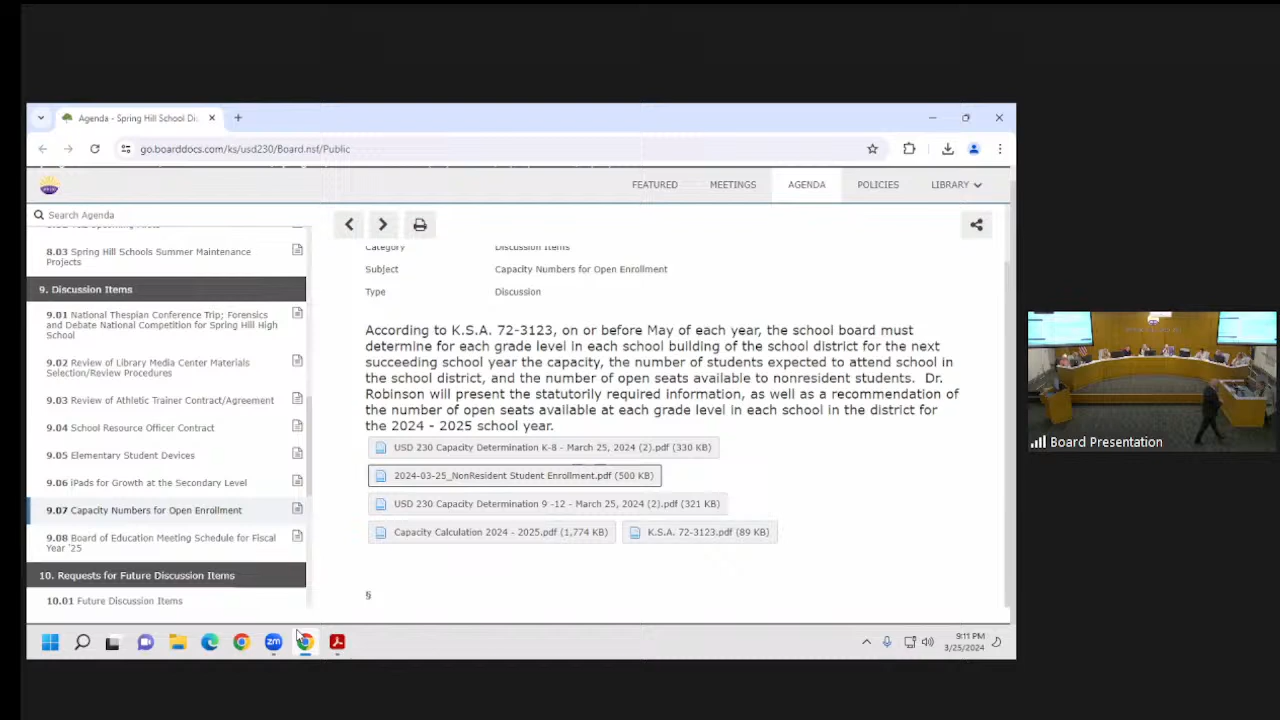 Agenda - Spring Hill School Di
go.boarddocs.com/ks/usd230/Board.nsf/Public
FEATURED MEETINGS AGENDA POLICIES LIBRARY
Search Agenda
8.03 Spring Hill Schools Summer Maintenance
Projects
9. Discussion Items
9.01 National Thespian Conference Trip; Forensics
and Debate National Competition for Spring Hill High
School
9.02 Review of Library Media Center Materials
Selection/Review Procedures
9.03 Review of Athletic Trainer Contract/Agreement
9.04 School Resource Officer Contract
9.05 Elementary Student Devices
9.06 iPads for Growth at the Secondary Level
9.07 Capacity Numbers for Open Enrollment
9.08 Board of Education Meeting Schedule for Fiscal
Year '25
10. Requests for Future Discussion Items
10.01 Future Discussion Items
Category Discussion Items
Subject Capacity Numbers for Open Enrollment
Type Discussion
According to K.S.A. 72-3123, on or before May of each year, the school board must
determine for each grade level in each school building of the school district for the next
succeeding school year the capacity, the number of students expected to attend school in
the school district, and the number of open seats available to nonresident students. Dr.
Robinson will present the statutorily required information, as well as a recommendation of
the number of open seats available at each grade level in each school in the district for
the 2024 - 2025 school year.
USD 230 Capacity Determination K-8 - March 25, 2024 (2).pdf (330 KB)
2024-03-25_NonResident Student Enrollment.pdf (500 KB)
USD 230 Capacity Determination 9 -12 - March 25, 2024 (2).pdf (321 KB)
Capacity Calculation 2024 - 2025.pdf (1,774 KB) K.S.A. 72-3123.pdf (89 KB)
§
zm
9:11 PM
3/25/2024
Board Presentation